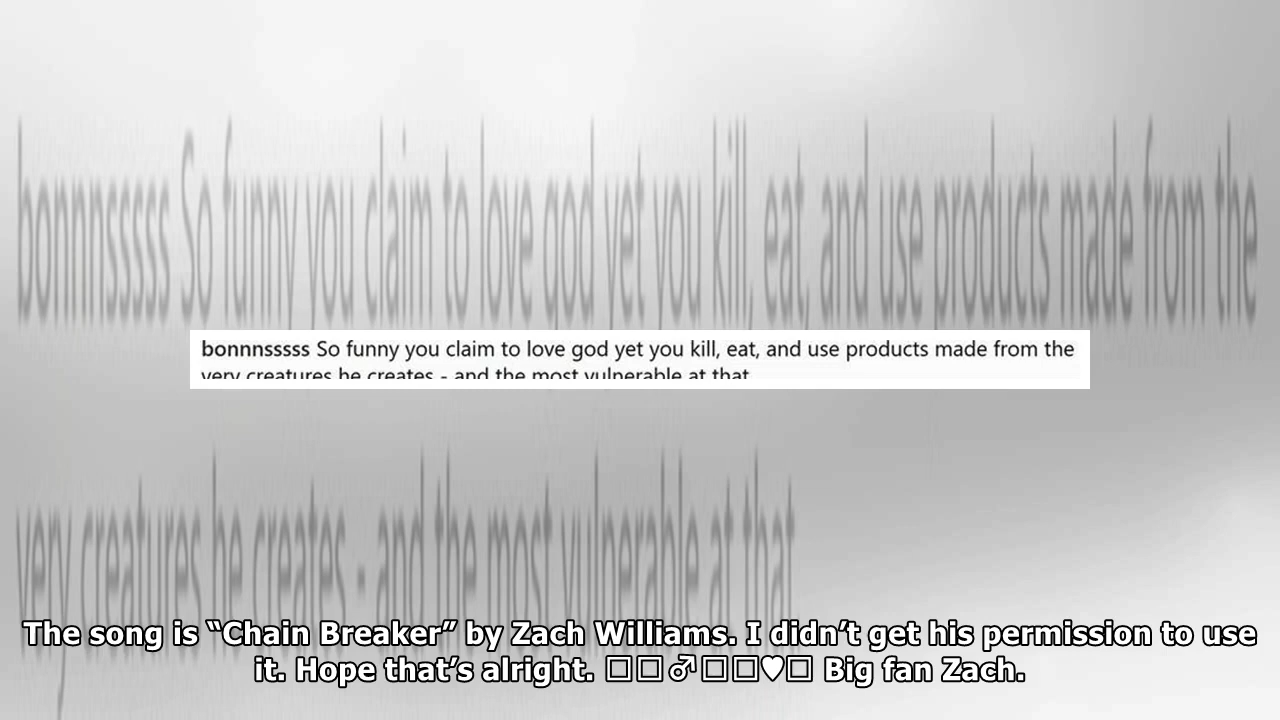 bonnnsssss So funny you claim to love god yet you kill, eat, and use products made from the
bonnnsssss So funny you claim to love god yet you kill, eat, and use products made from the
very creatures he creates - and the most vulnerable at that
very creatures he creates - and the most vulnerable at that
The song is “Chain Breaker” by Zach Williams. I didn’t get his permission to use
it. Hope that’s alright. □□♂□□♥□ Big fan Zach.